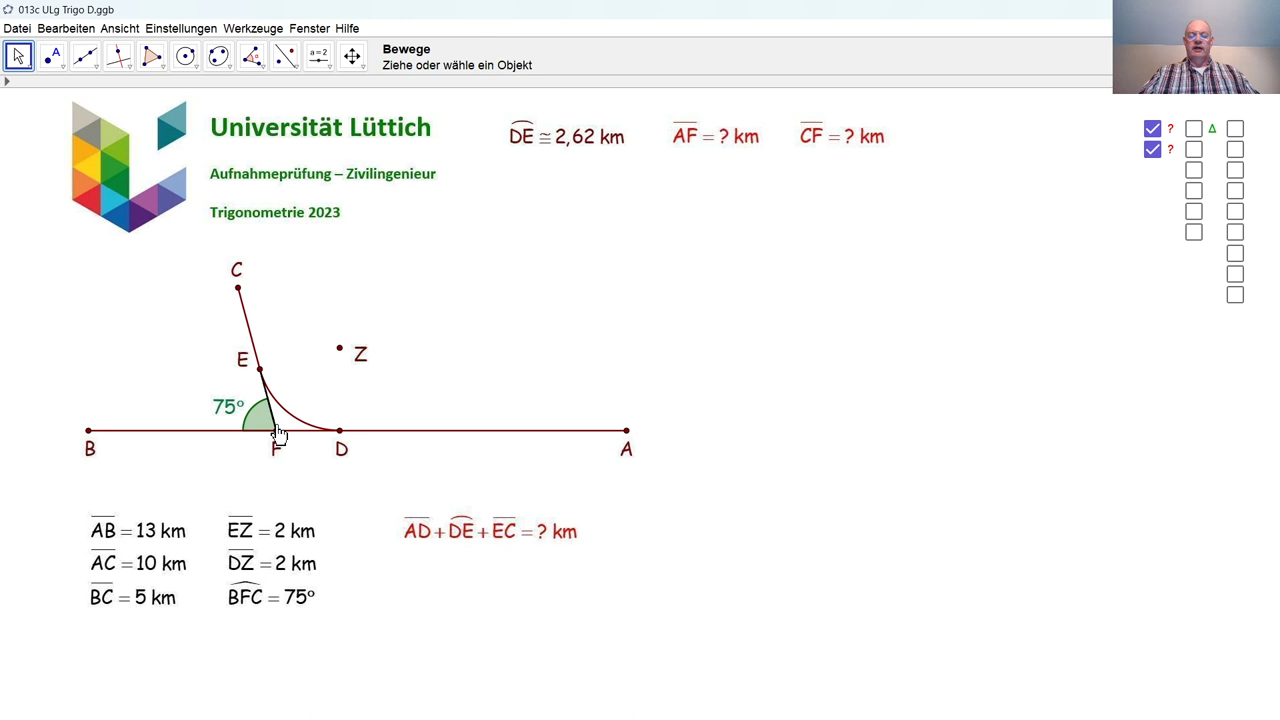 013c ULg Trigo D.ggb
Datei Bearbeiten Ansicht Einstellungen Werkzeuge Fenster Hilfe
A
a=2
Bewege
Ziehe oder wähle ein Objekt
Universität Lüttich
Aufnahmeprüfung – Zivilingenieur
Trigonometrie 2023
DE ≅ 2,62 km AF = ? km CF = ? km
? Δ
?
C
E
Z
75°
B F D A
AB = 13 km EZ = 2 km AD + DE + EC = ? km
AC = 10 km DZ = 2 km
BC = 5 km BFC = 75°